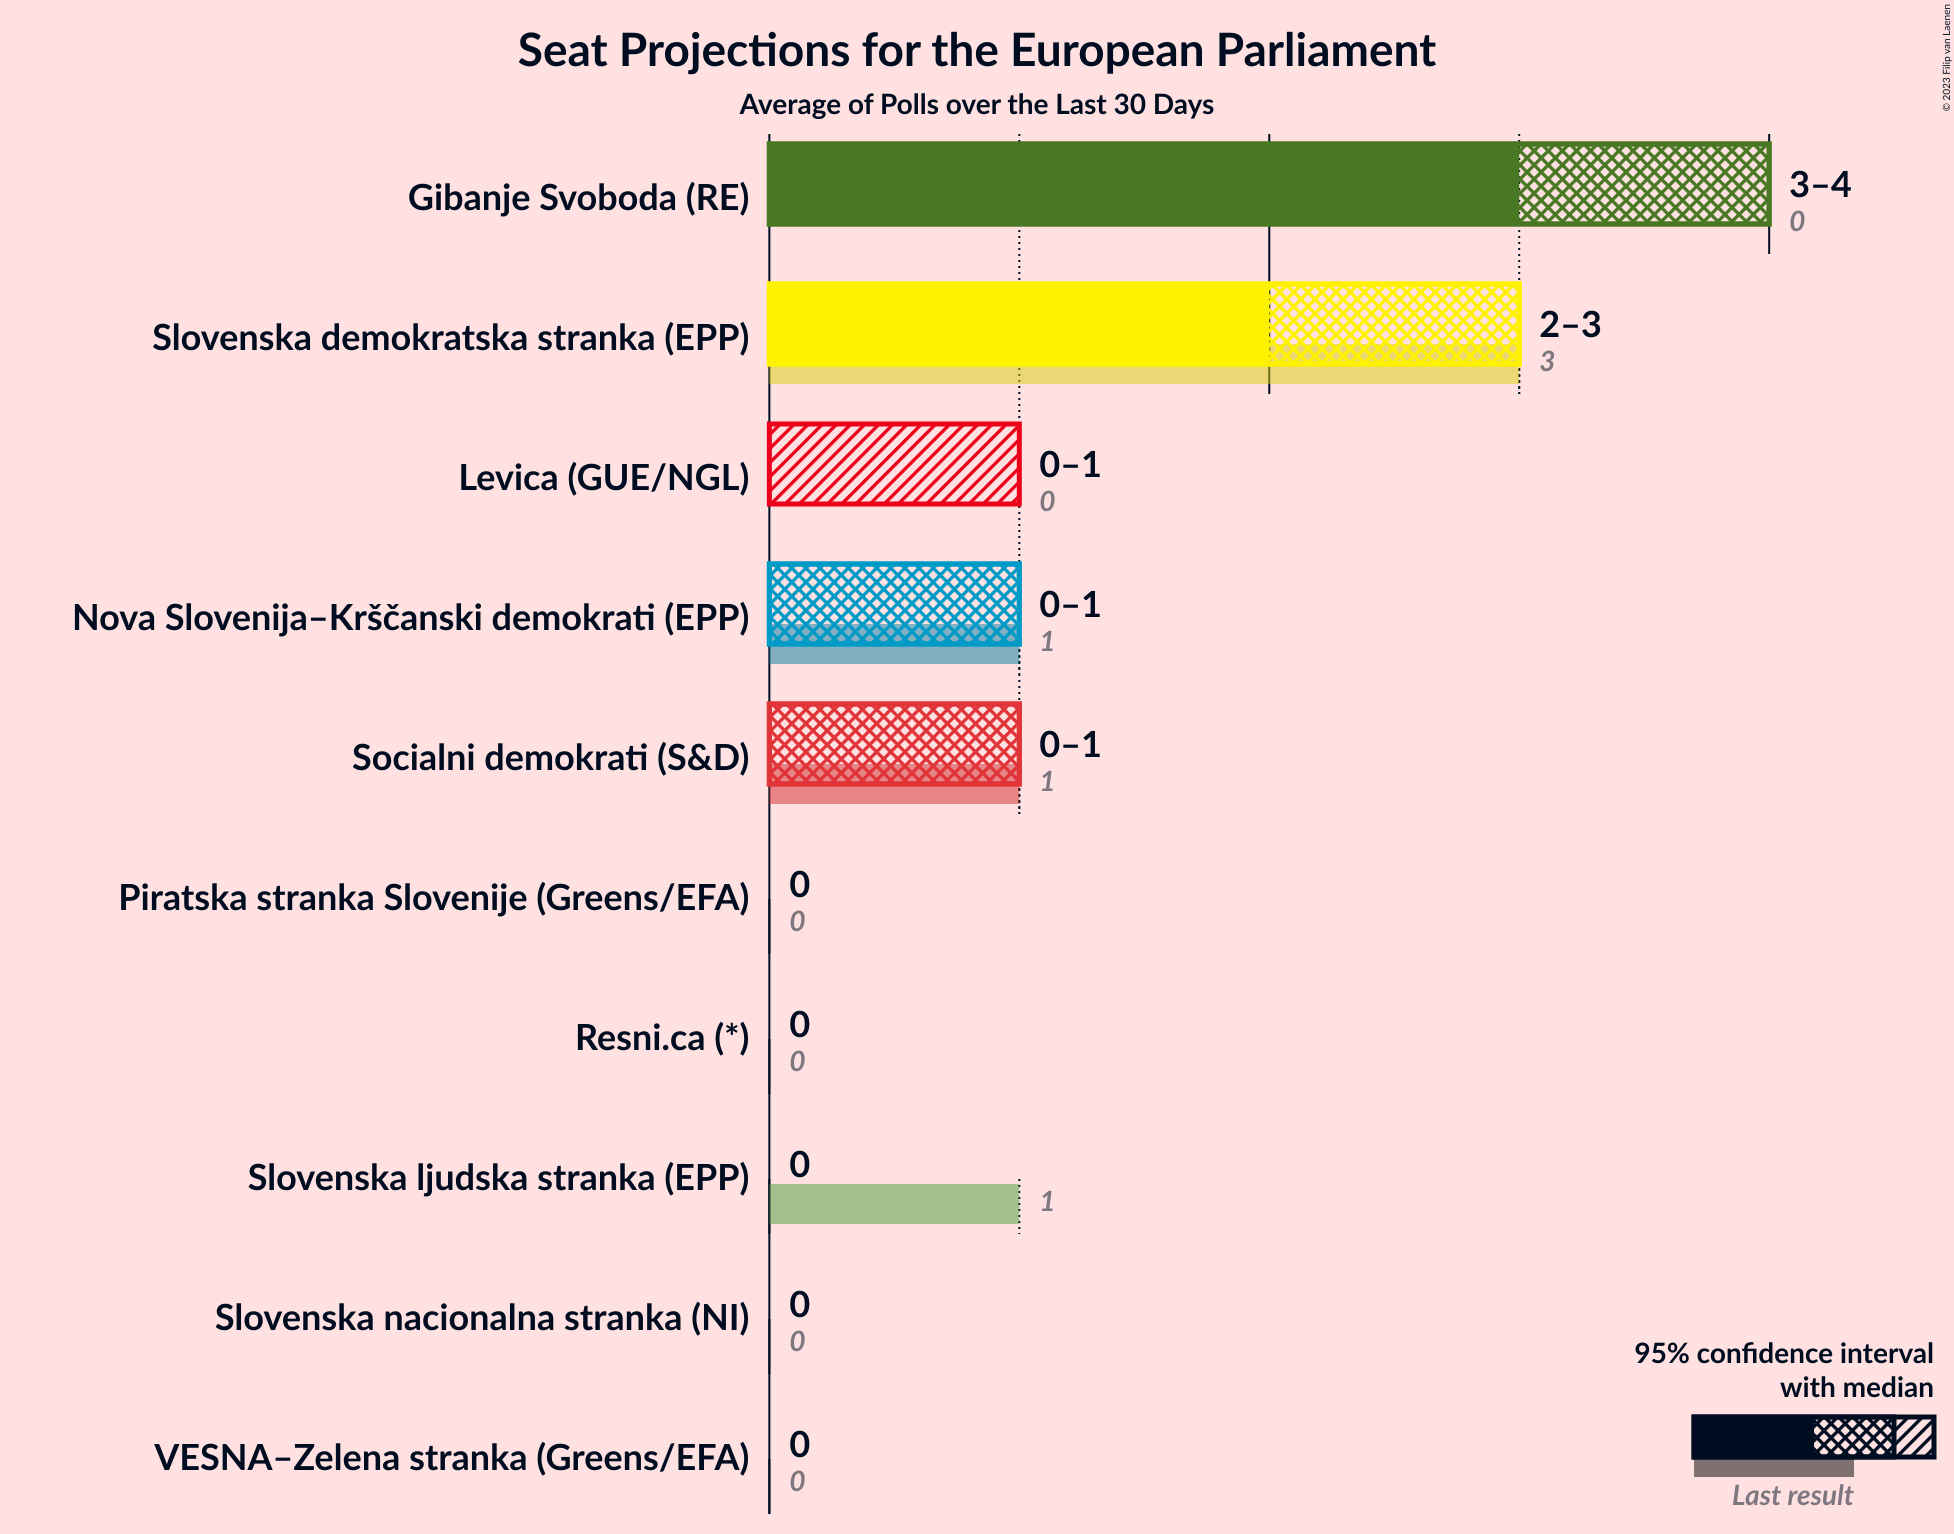 Seat Projections for the European Parliament
Average of Polls over the Last 30 Days
© 2023 Filip van Laenen
Gibanje Svoboda (RE)
3–4
0
Slovenska demokratska stranka (EPP)
2–3
3
Levica (GUE/NGL)
0–1
0
Nova Slovenija–Krščanski demokrati (EPP)
0–1
1
Socialni demokrati (S&D)
0–1
1
Piratska stranka Slovenije (Greens/EFA)
0
0
Resni.ca (*)
0
0
Slovenska ljudska stranka (EPP)
0
1
Slovenska nacionalna stranka (NI)
0
0
VESNA–Zelena stranka (Greens/EFA)
0
0
95% confidence interval
with median
Last result